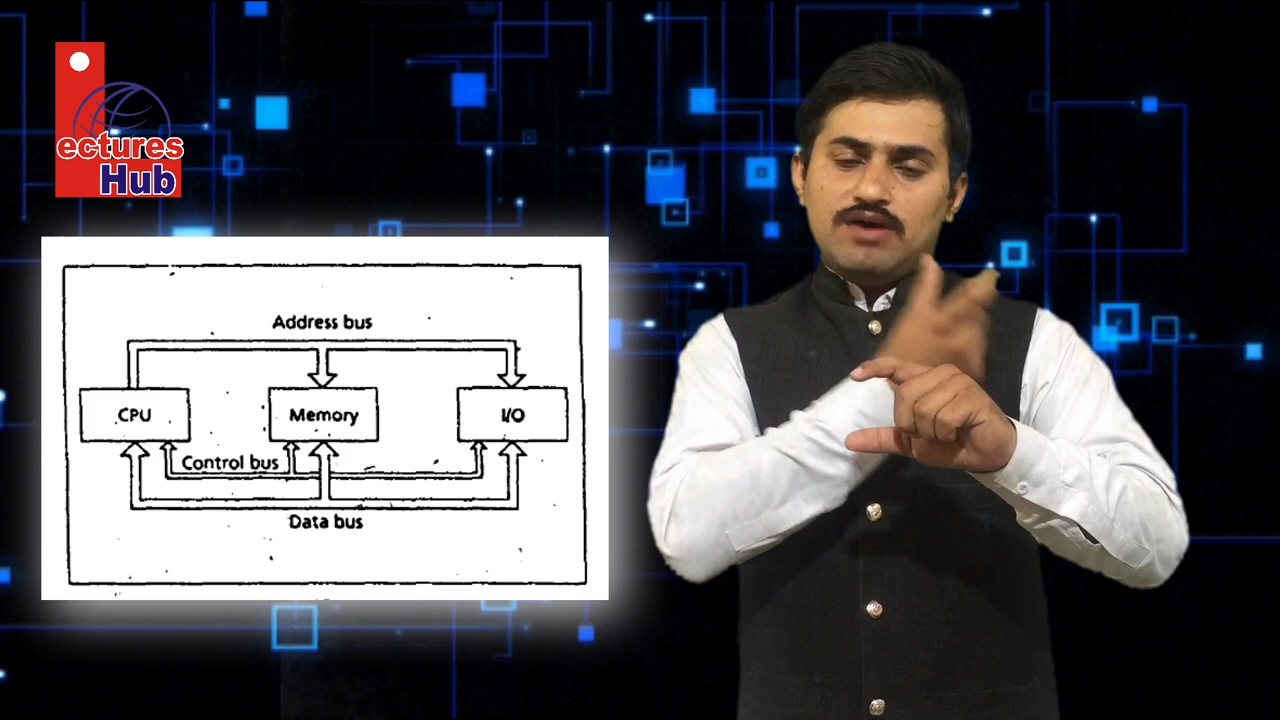 ectures
Hub
Address bus
CPU
Memory
I/O
Control bus
Data bus